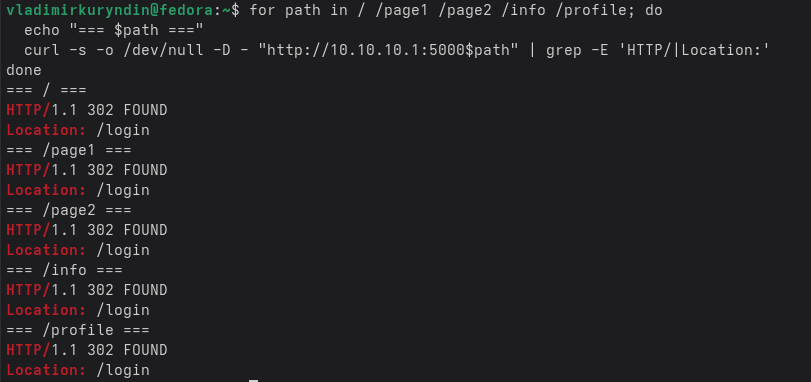 vladimirkuryndin@fedora:~$ for path in / /page1 /page2 /info /profile; do
  echo "=== $path ==="
  curl -s -o /dev/null -D - "http://10.10.10.1:5000$path" | grep -E 'HTTP/|Location:'
done
=== / ===
HTTP/1.1 302 FOUND
Location: /login
=== /page1 ===
HTTP/1.1 302 FOUND
Location: /login
=== /page2 ===
HTTP/1.1 302 FOUND
Location: /login
=== /info ===
HTTP/1.1 302 FOUND
Location: /login
=== /profile ===
HTTP/1.1 302 FOUND
Location: /login